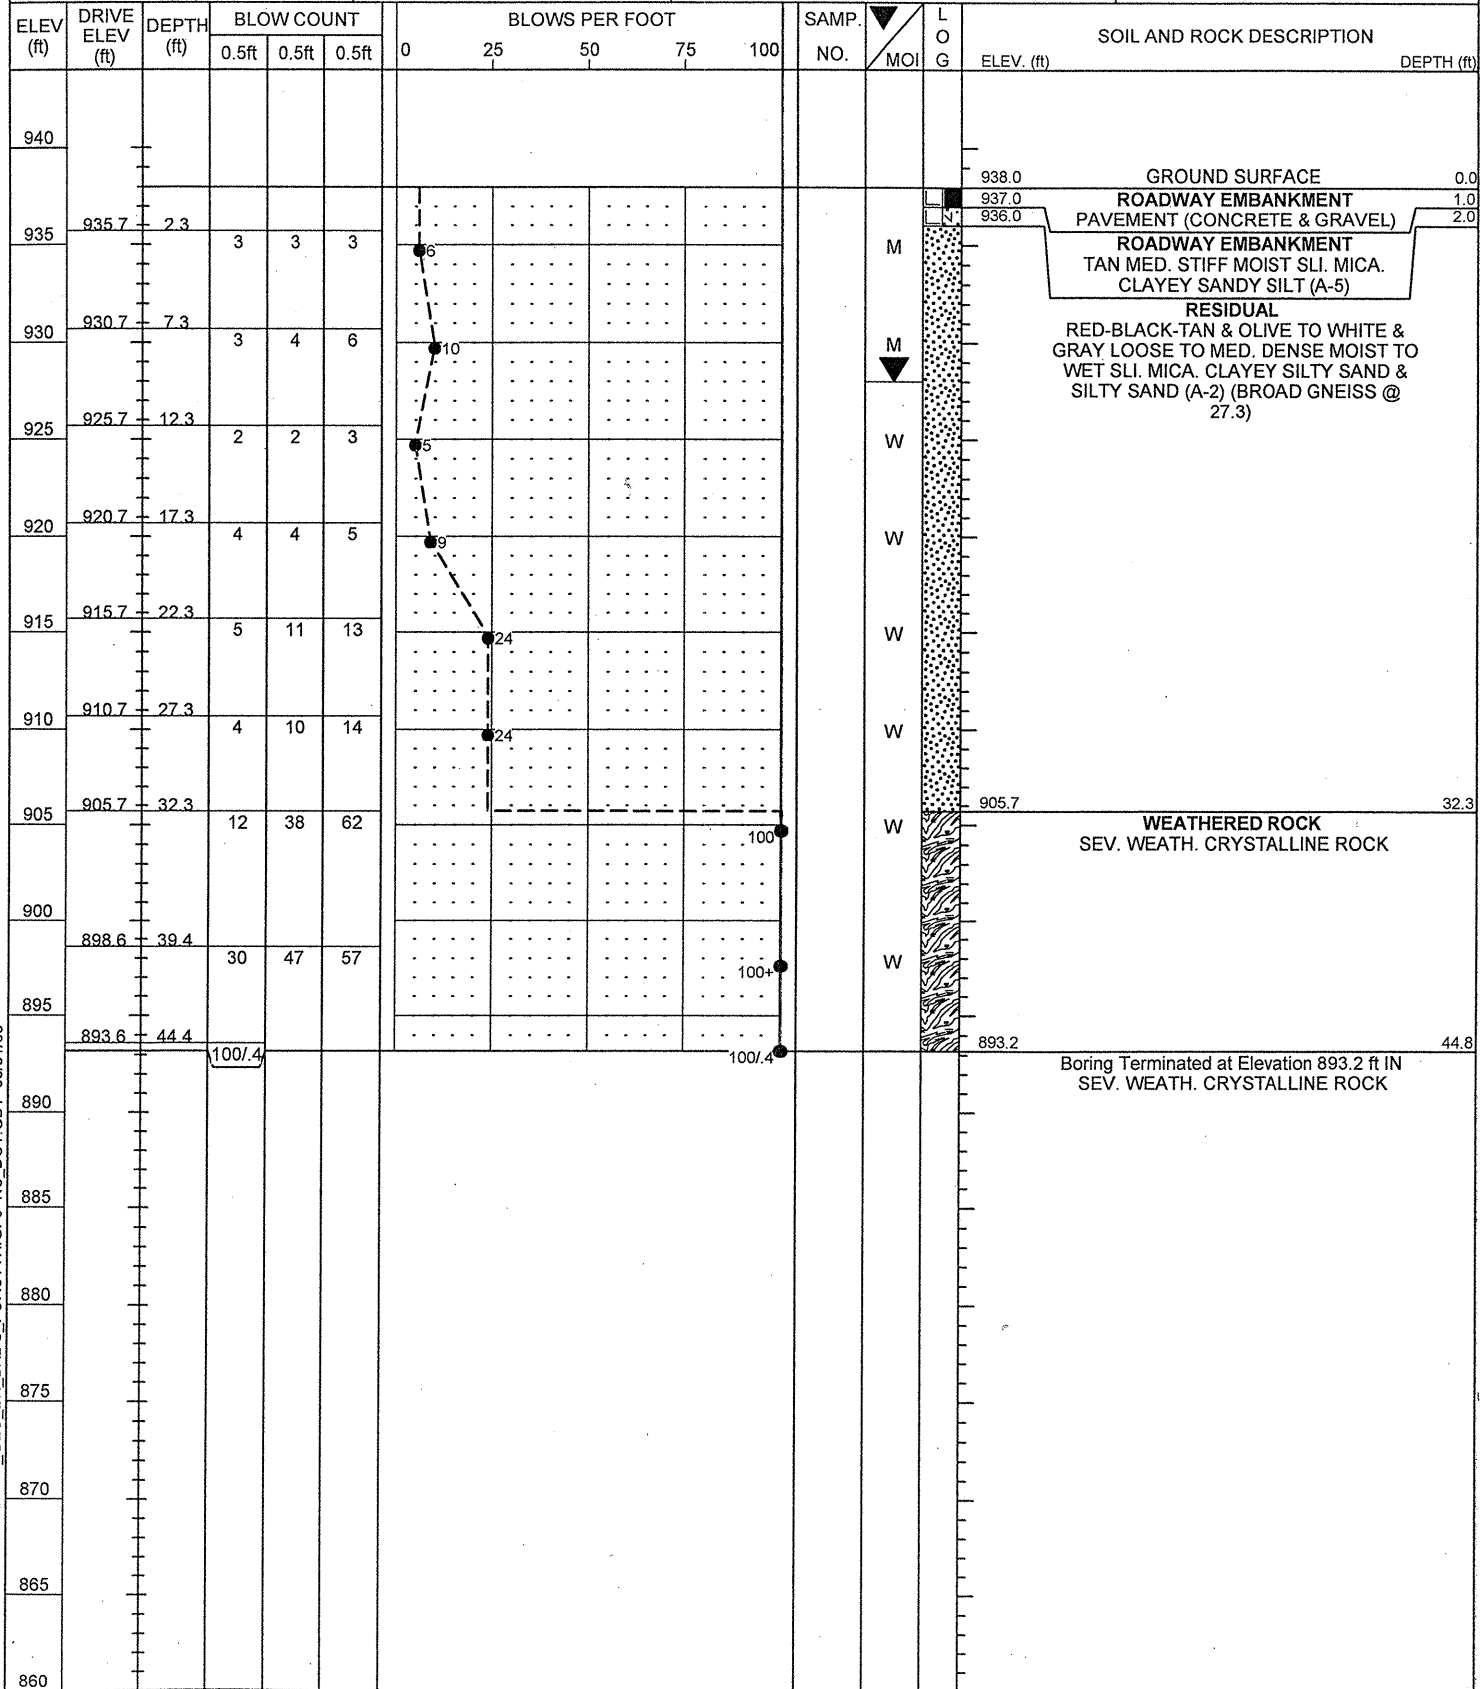 ELEV (ft) DRIVE ELEV (ft) DEPTH (ft) BLOW COUNT BLOWS PER FOOT SAMP. NO. MOI LOG SOIL AND ROCK DESCRIPTION
0.5ft 0.5ft 0.5ft 0 25 50 75 100 ELEV. (ft) DEPTH (ft)
940
938.0 GROUND SURFACE 0.0
937.0 ROADWAY EMBANKMENT 1.0
936.0 PAVEMENT (CONCRETE & GRAVEL) 2.0
935 935.7 2.3
3 3 3 6 M
ROADWAY EMBANKMENT
TAN MED. STIFF MOIST SLI. MICA.
CLAYEY SANDY SILT (A-5)
RESIDUAL
RED-BLACK-TAN & OLIVE TO WHITE &
GRAY LOOSE TO MED. DENSE MOIST TO
WET SLI. MICA. CLAYEY SILTY SAND &
SILTY SAND (A-2) (BROAD GNEISS @
27.3)
930 930.7 7.3
3 4 6 10 M
925 925.7 12.3
2 2 3 5 W
920 920.7 17.3
4 4 5 9 W
915 915.7 22.3
5 11 13 24 W
910 910.7 27.3
4 10 14 24 W
905 905.7 32.3 905.7 32.3
12 38 62 100 W
WEATHERED ROCK
SEV. WEATH. CRYSTALLINE ROCK
900
898.6 39.4
30 47 57 100+ W
895
893.6 44.4 893.2 44.8
100/.4 100/.4
Boring Terminated at Elevation 893.2 ft IN
SEV. WEATH. CRYSTALLINE ROCK
890
885
880
875
870
865
860